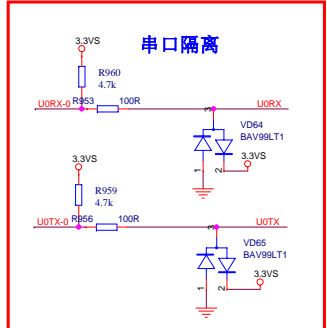 串口隔离
3.3VS
R960
4.7k
U0RX-0
R953
100R
3
U0RX
VD64
BAV99LT1
3.3VS
1
2
3.3VS
R959
4.7k
U0TX-0
R956
100R
3
U0TX
VD65
BAV99LT1
3.3VS
1
2